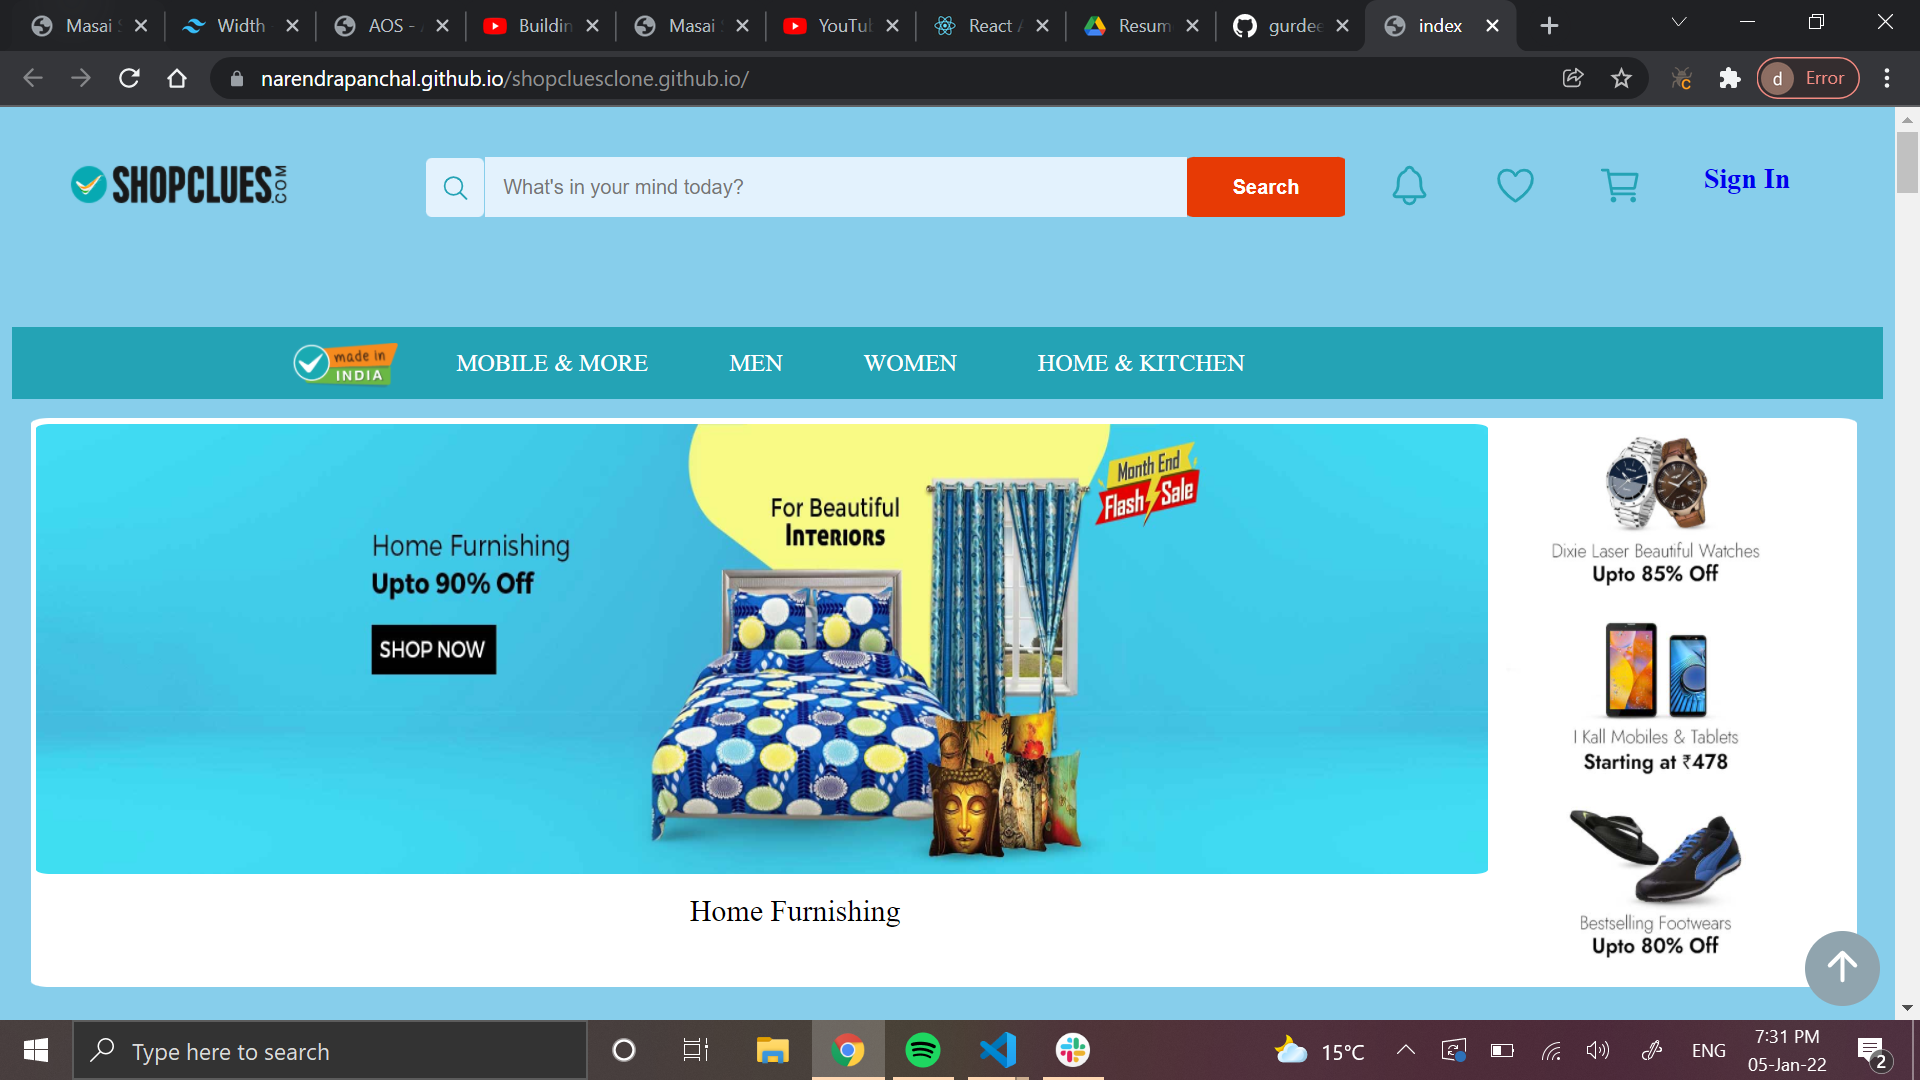 Masai
Width
AOS -
Buildin
Masai
YouTub
React
Resum
gurdee
index
narendrapanchal.github.io/shopcluesclone.github.io/
d Error
SHOPCLUES.COM
What's in your mind today?
Search
Sign In
made in
INDIA
MOBILE & MORE
MEN
WOMEN
HOME & KITCHEN
For Beautiful
INTERIORS
Month End
Flash Sale
Home Furnishing
Upto 90% Off
SHOP NOW
Home Furnishing
Dixie Laser Beautiful Watches
Upto 85% Off
I Kall Mobiles & Tablets
Starting at ₹478
Bestselling Footwears
Upto 80% Off
Type here to search
15°C
ENG
7:31 PM
05-Jan-22
2